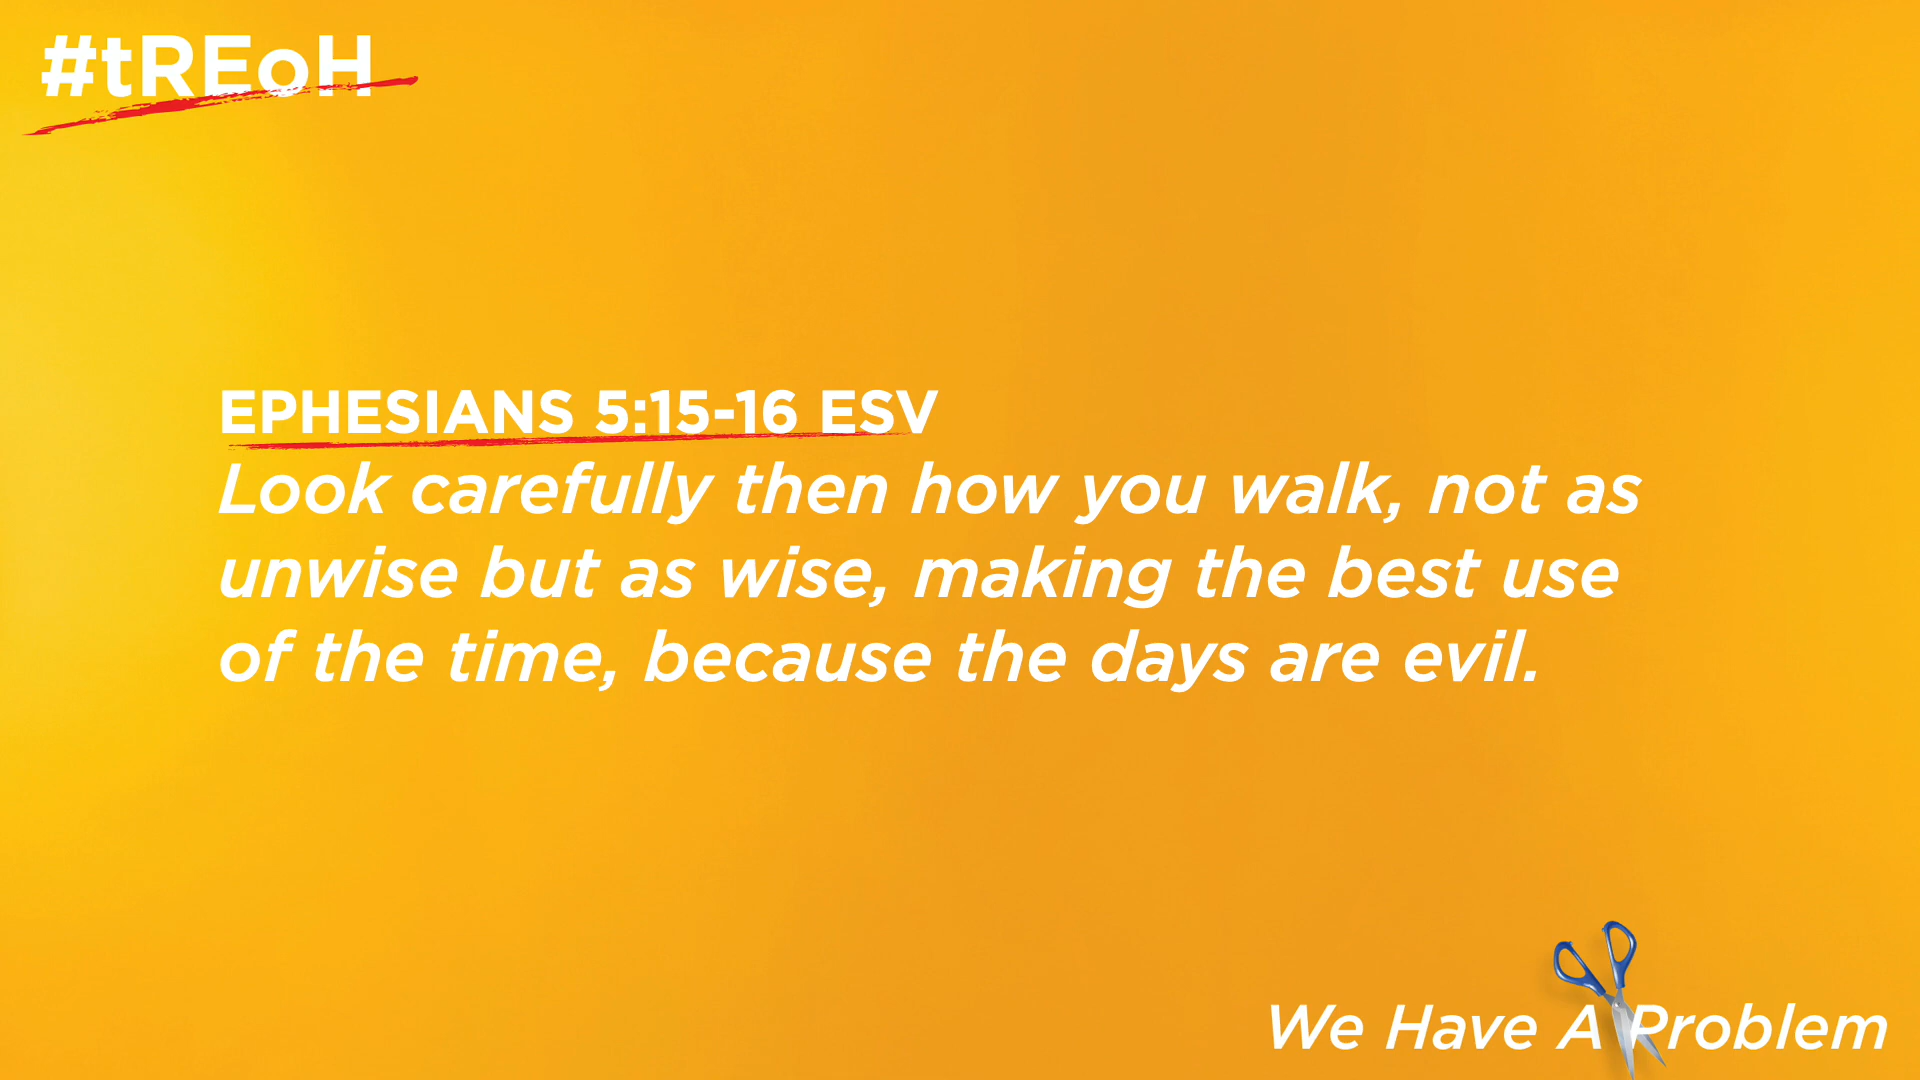 #tREoH
EPHESIANS 5:15-16 ESV
Look carefully then how you walk, not as
unwise but as wise, making the best use
of the time, because the days are evil.
We Have A Problem